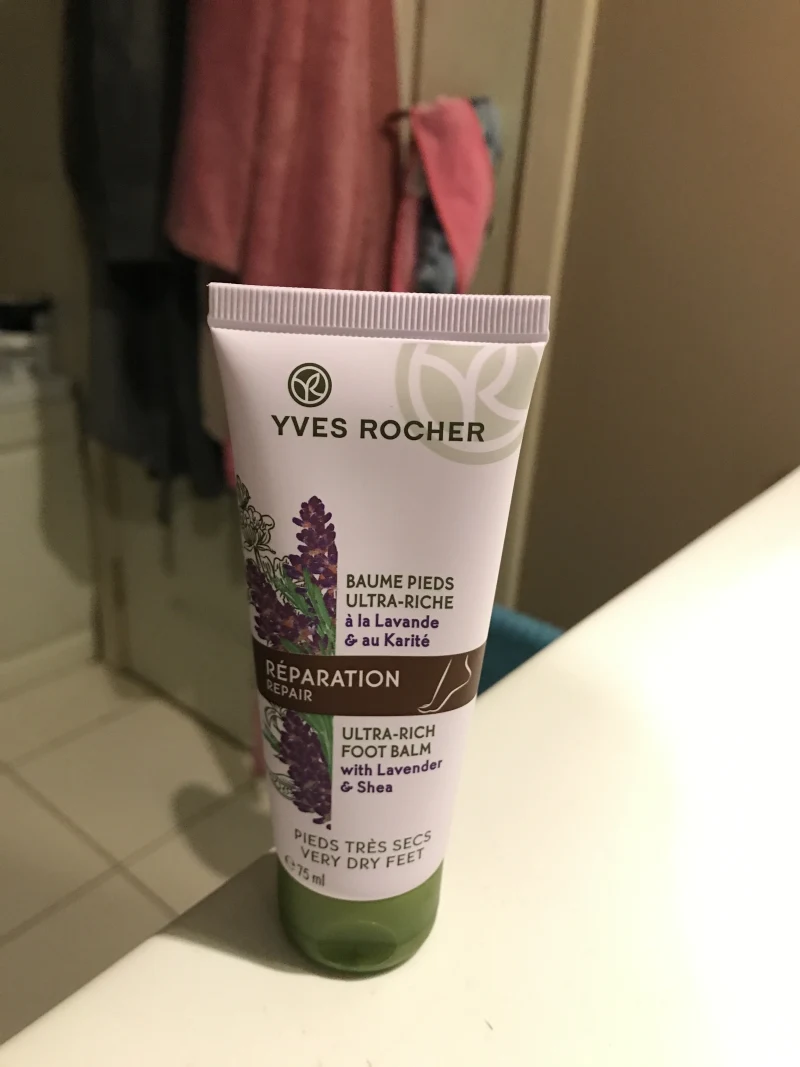 YVES ROCHER
BAUME PIEDS
ULTRA-RICHE
à la Lavande
& au Karité
RÉPARATION
REPAIR
ULTRA-RICH
FOOT BALM
with Lavender
& Shea
PIEDS TRÈS SECS
VERY DRY FEET
℮ 75 ml